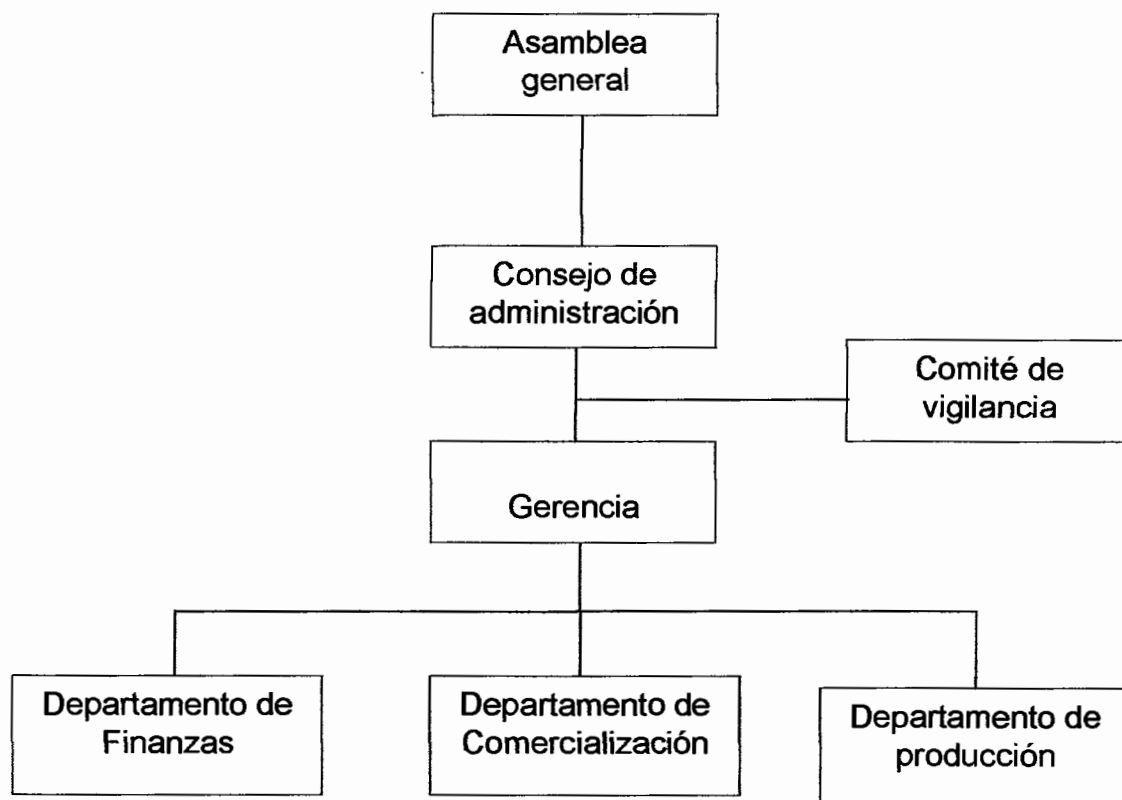 Asamblea
general
Consejo de
administración
Comité de
vigilancia
Gerencia
Departamento de
Finanzas
Departamento de
Comercialización
Departamento de
producción